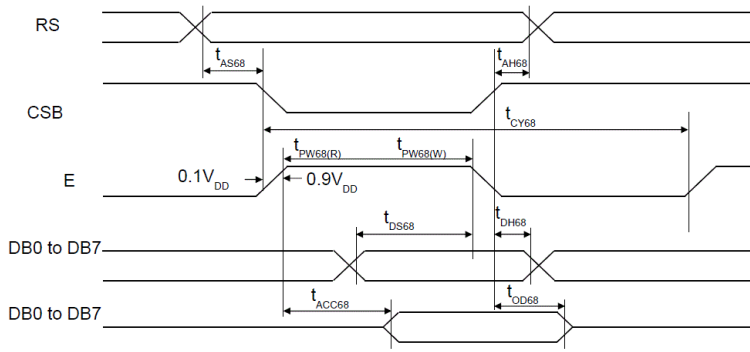 RS
tAS68
tAH68
CSB
tCY68
tPW68(R) tPW68(W)
E
0.1VDD
0.9VDD
tDS68
tDH68
DB0 to DB7
tACC68
tOD68
DB0 to DB7